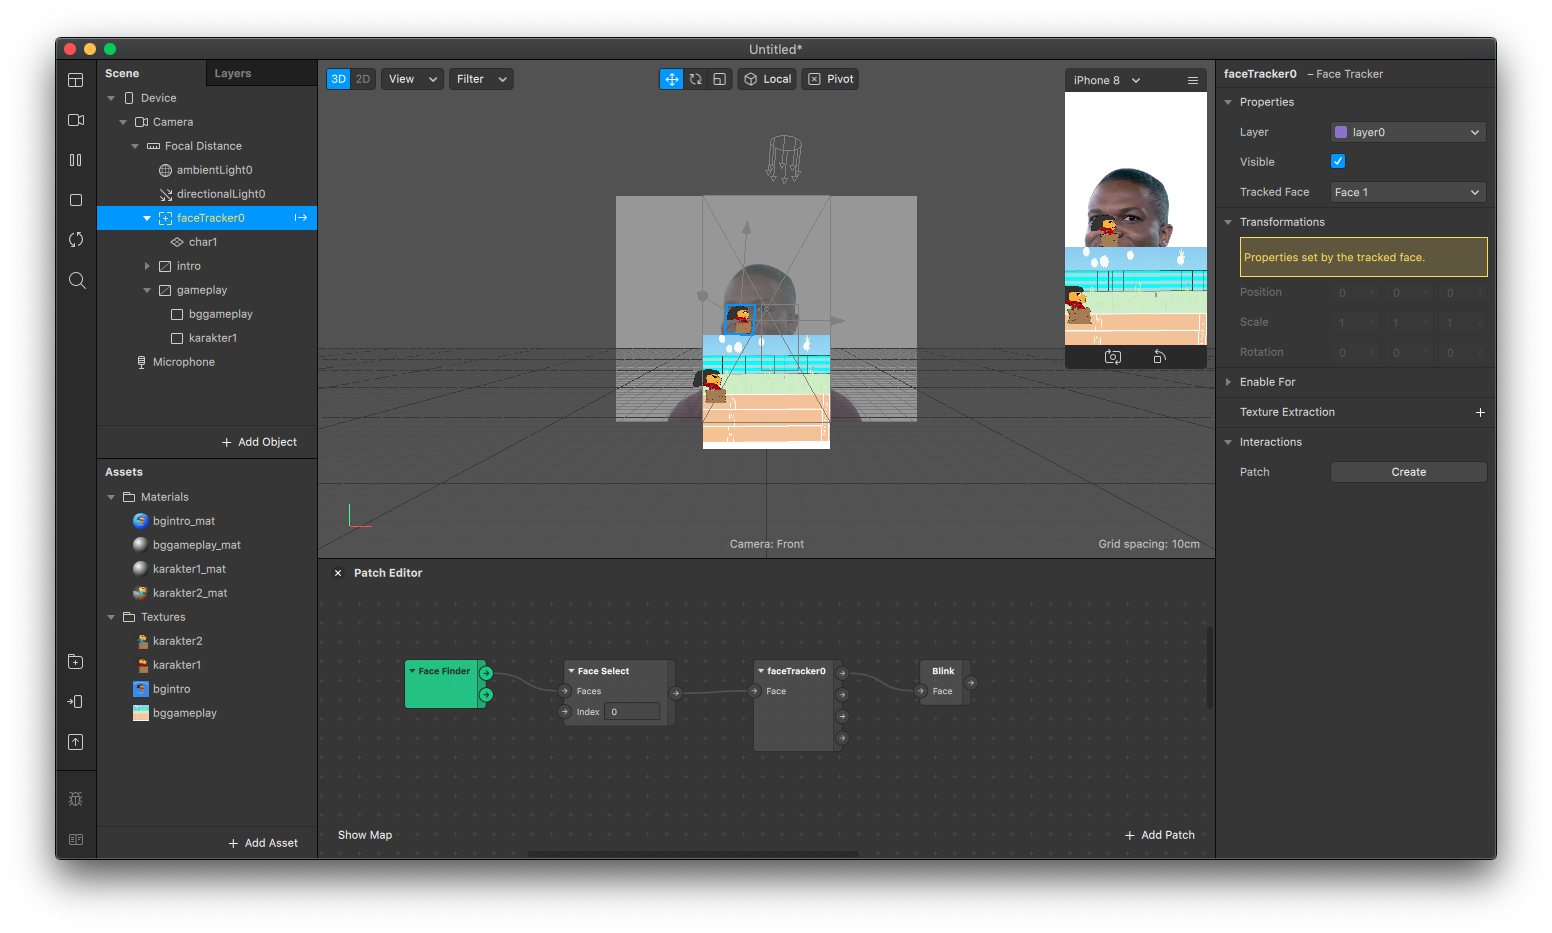 Untitled*
Scene
Layers
Device
Camera
Focal Distance
ambientLight0
directionalLight0
faceTracker0
char1
intro
gameplay
bggameplay
karakter1
Microphone
+ Add Object
Assets
Materials
bgintro_mat
bggameplay_mat
karakter1_mat
karakter2_mat
Textures
karakter2
karakter1
bgintro
bggameplay
+ Add Asset
3D 2D View Filter Local Pivot
iPhone 8
Camera: Front
Grid spacing: 10cm
Patch Editor
Face Finder
Face Select
Faces
Index 0
faceTracker0
Face
Blink
Face
Show Map
+ Add Patch
faceTracker0 – Face Tracker
Properties
Layer layer0
Visible
Tracked Face Face 1
Transformations
Properties set by the tracked face.
Position 0 0 0
Scale 1 1 1
Rotation 0 0 0
Enable For
Texture Extraction +
Interactions
Patch Create